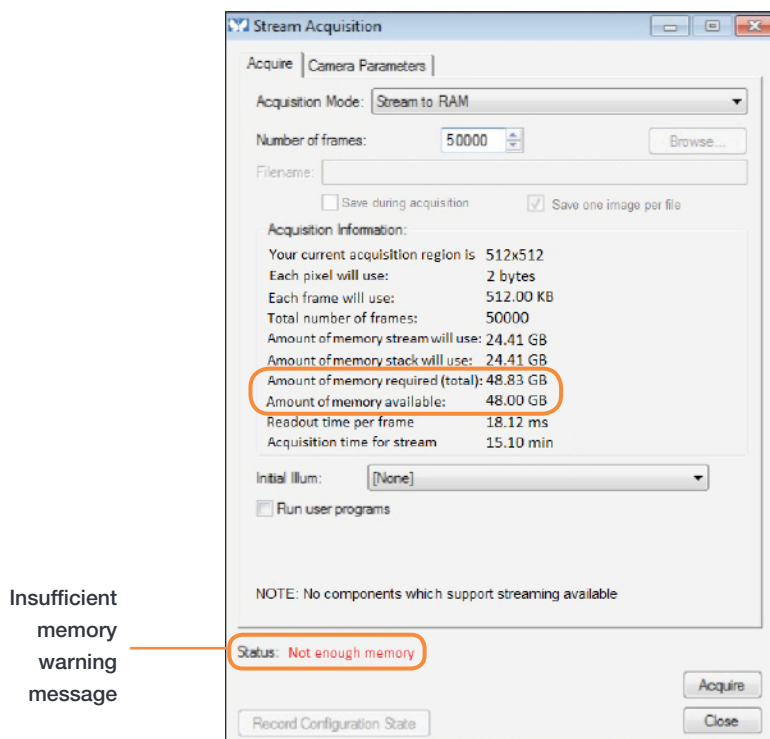 Stream Acquisition
Acquire Camera Parameters
Acquisition Mode: Stream to RAM
Number of frames: 50000 Browse...
Filename:
Save during acquisition Save one image per file
Acquisition Information:
Your current acquisition region is 512x512
Each pixel will use: 2 bytes
Each frame will use: 512.00 KB
Total number of frames: 50000
Amount of memory stream will use: 24.41 GB
Amount of memory stack will use: 24.41 GB
Amount of memory required (total): 48.83 GB
Amount of memory available: 48.00 GB
Readout time per frame 18.12 ms
Acquisition time for stream 15.10 min
Initial Illum: [None]
Run user programs
NOTE: No components which support streaming available
Insufficient
memory
warning
message
Status: Not enough memory
Acquire
Record Configuration State Close